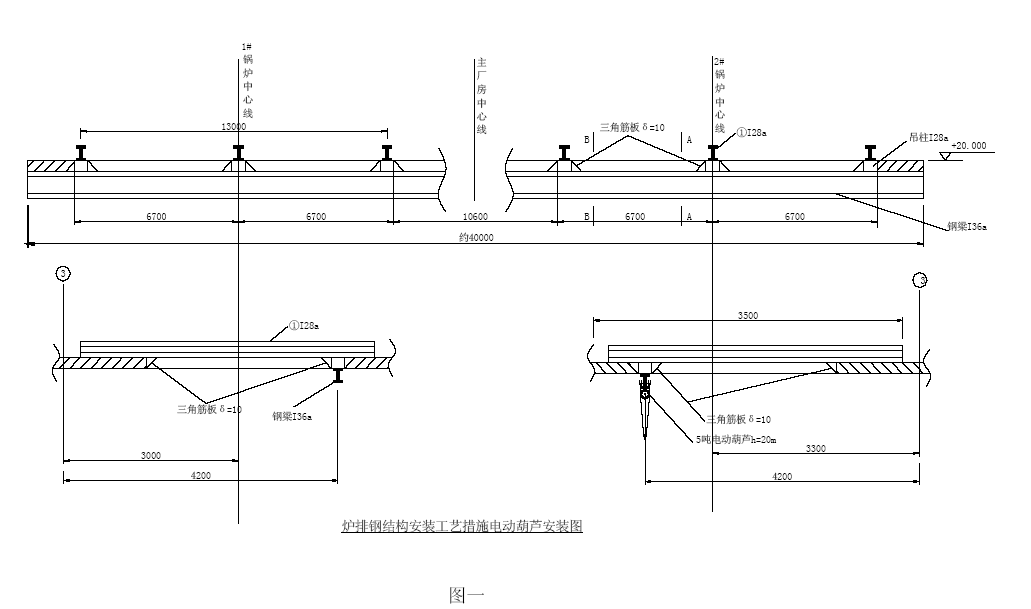 1#
锅
炉
中
心
线
主
厂
房
中
心
线
2#
锅
炉
中
心
线
13000
三角筋板δ=10
B
A
①I28a
吊柱I28a
+20.000
6700
6700
10600
B
6700
A
6700
钢梁I36a
约40000
3
3
①I28a
3500
三角筋板δ=10
钢梁I36a
三角筋板δ=10
5吨电动葫芦h=20m
3000
3300
4200
4200
炉排钢结构安装工艺措施电动葫芦安装图
图一